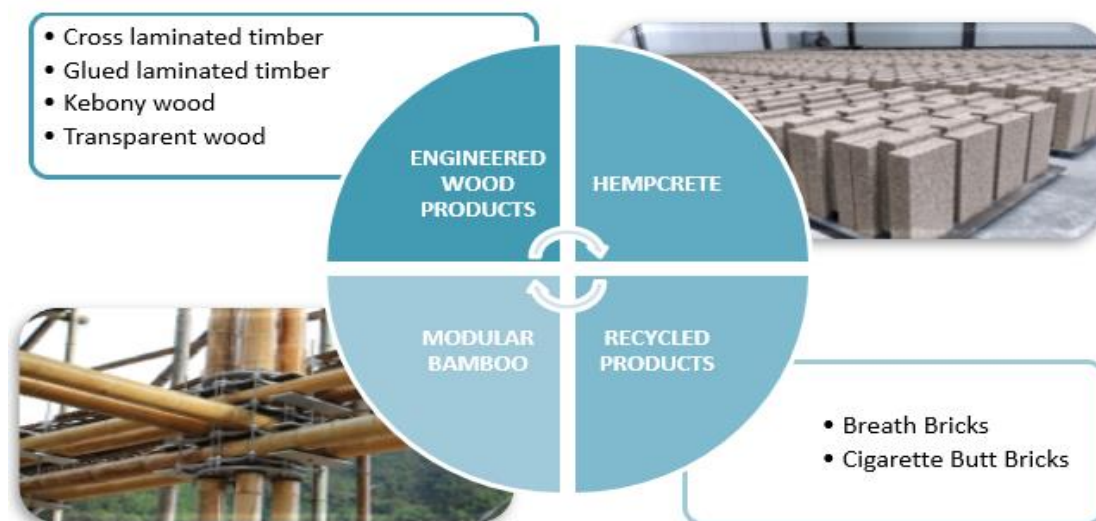 • Cross laminated timber
• Glued laminated timber
• Kebony wood
• Transparent wood
ENGINEERED
WOOD
PRODUCTS
HEMPCRETE
MODULAR
BAMBOO
RECYCLED
PRODUCTS
• Breath Bricks
• Cigarette Butt Bricks